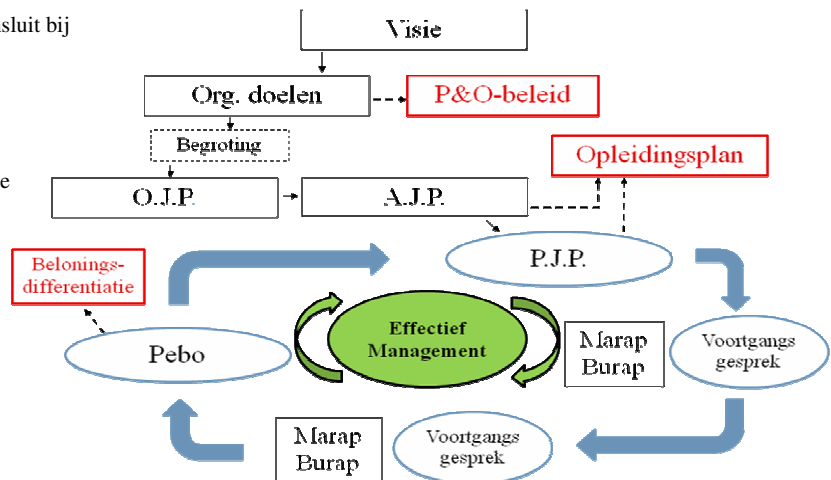 sluit bij
Visie
Org. doelen
P&O-beleid
Begroting
Opleidingsplan
e
O.J.P.
A.J.P.
P.J.P.
Belonings-
differentiatie
Effectief
Management
Marap
Burap
Voortgangs
gesprek
Pebo
Marap
Burap
Voortgangs
gesprek